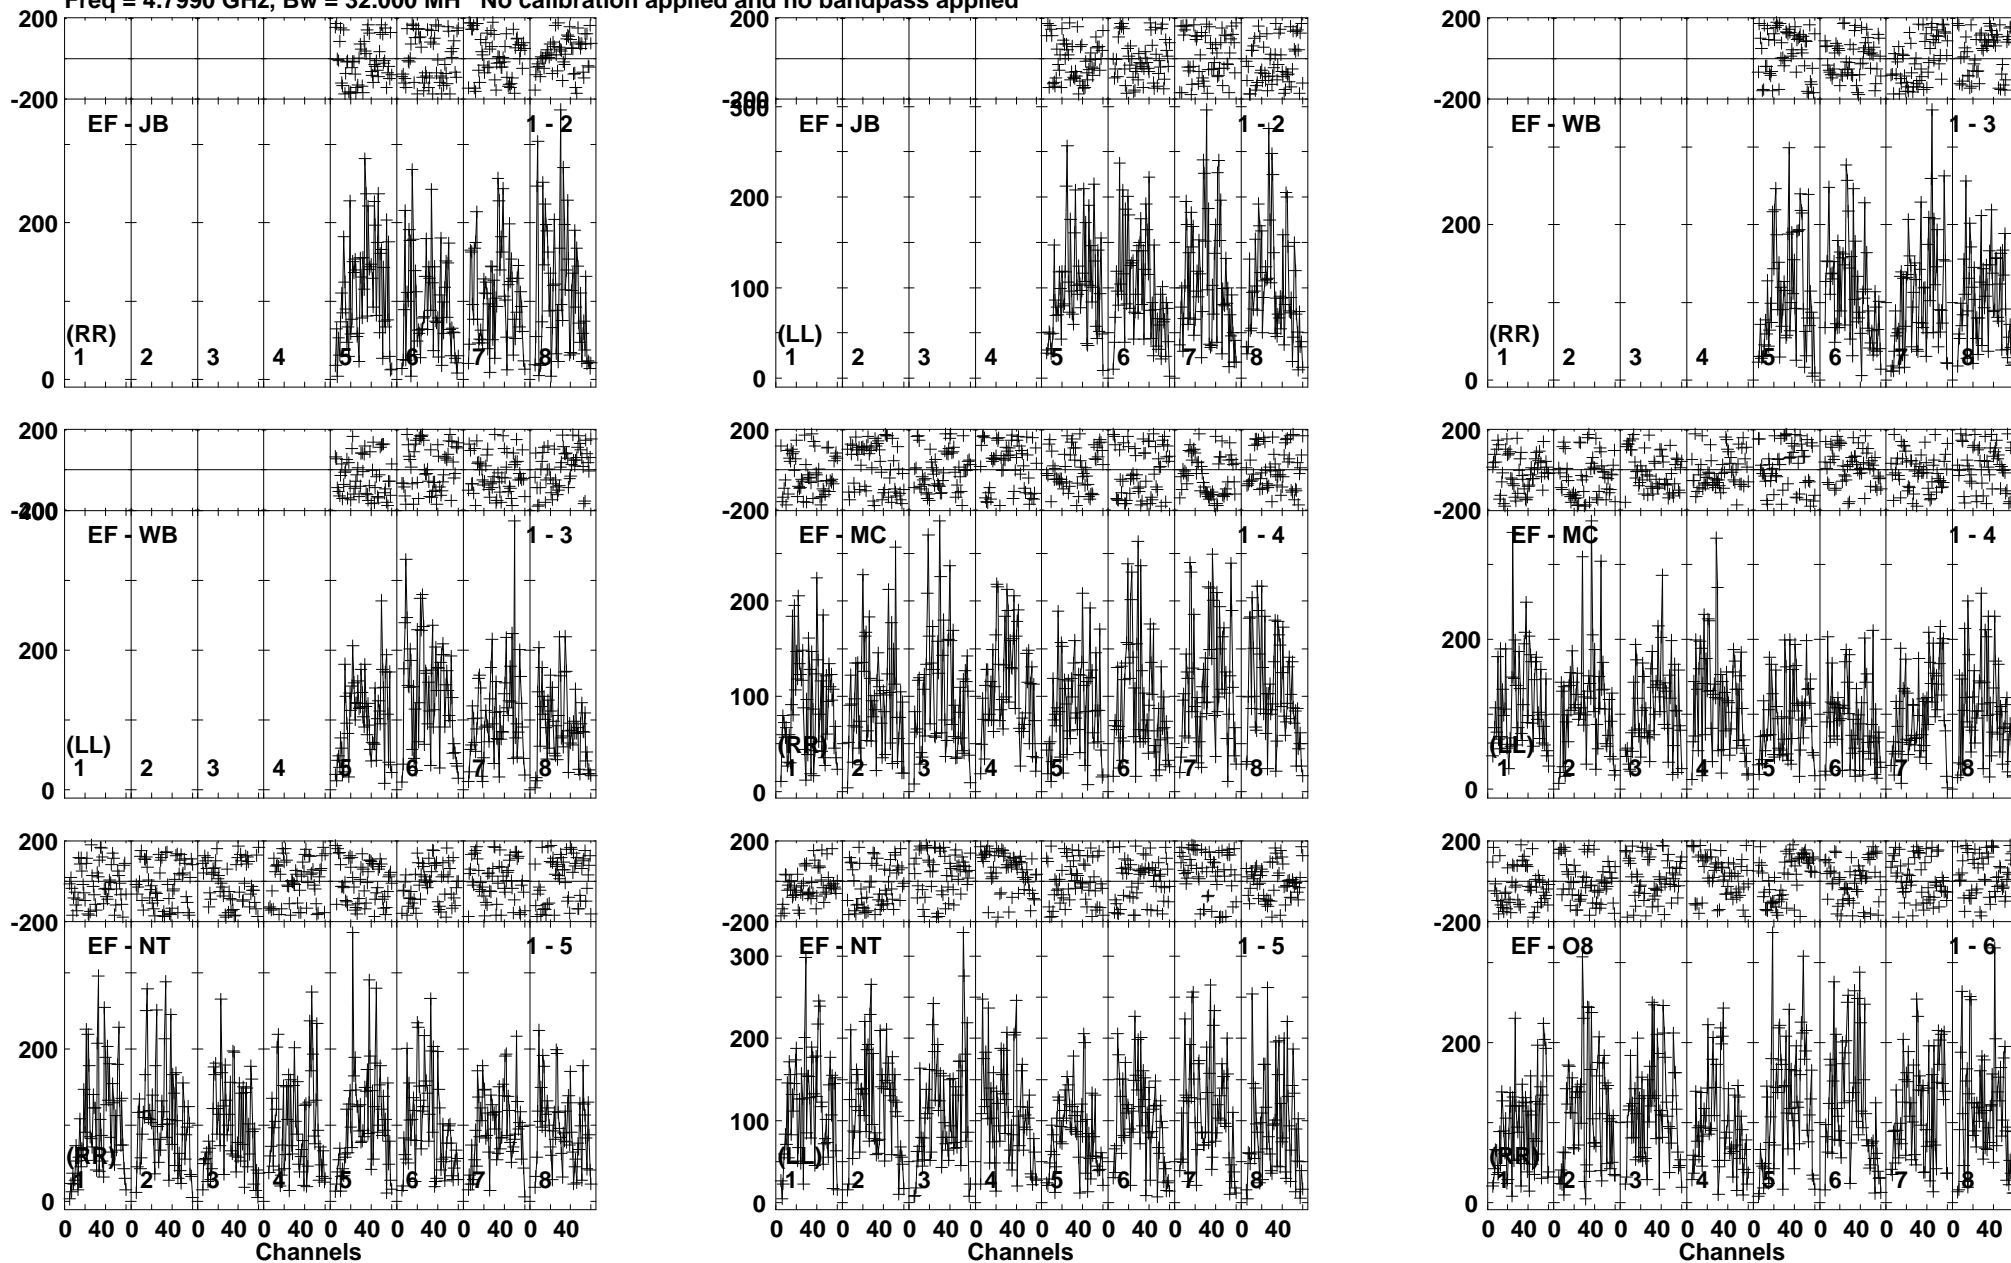 Freq = 4.7990 GHz, Bw = 32.000 MH No calibration applied and no bandpass applied
200 200 200
-200 -200 -200
300
EF - JB 1 - 2 EF - JB 1 - 2 EF - WB 1 - 3
200 200 200
100
(RR) (LL) (RR)
1 2 3 4 5 6 7 8 1 2 3 4 5 6 7 8 1 2 3 4 5 6 7 8
0 0 0
200 200 200
-200 -200 -200
400
EF - WB 1 - 3 EF - MC 1 - 4 EF - MC 1 - 4
200 200 200
100
(LL) (RR) (LL)
1 2 3 4 5 6 7 8 1 2 3 4 5 6 7 8 1 2 3 4 5 6 7 8
0 0 0
200 200 200
-200 -200 -200
EF - NT 1 - 5 EF - NT 1 - 5 EF - O8 1 - 6
300
200 200 200
100
(RR) (LL) (RR)
1 2 3 4 5 6 7 8 1 2 3 4 5 6 7 8 1 2 3 4 5 6 7 8
0 0 0
0 40 0 40 0 40 0 40 0 40 0 40 0 40 0 40 0 40 0 40 0 40 0 40 0 40 0 40 0 40 0 40 0 40 0 40 0 40 0 40 0 40 0 40 0 40 0 40
Channels Channels Channels